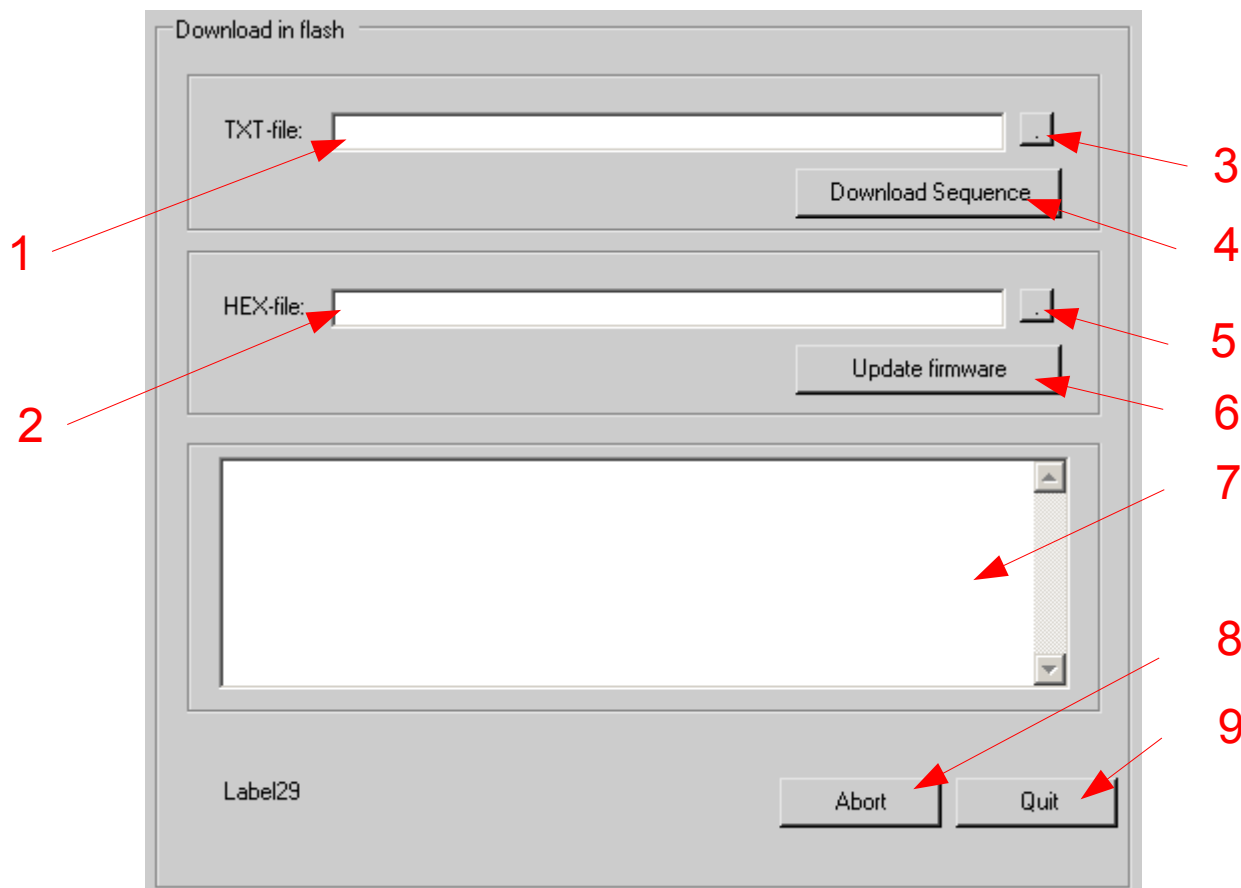 Download in flash
TXT-file:
.
3
Download Sequence
4
1
HEX-file:
.
5
Update firmware
6
2
7
8
9
Label29
Abort
Quit